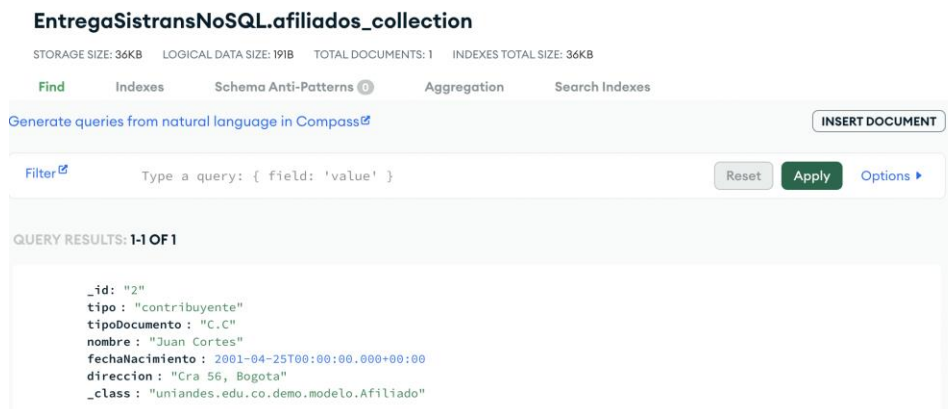 EntregaSistransNoSQL.afiliados_collection
STORAGE SIZE: 36KB LOGICAL DATA SIZE: 191B TOTAL DOCUMENTS: 1 INDEXES TOTAL SIZE: 36KB
Find Indexes Schema Anti-Patterns 0 Aggregation Search Indexes
Generate queries from natural language in Compass
INSERT DOCUMENT
Filter Type a query: { field: 'value' } Reset Apply Options
QUERY RESULTS: 1-1 OF 1
_id: "2"
tipo : "contribuyente"
tipoDocumento : "C.C"
nombre : "Juan Cortes"
fechaNacimiento : 2001-04-25T00:00:00.000+00:00
direccion : "Cra 56, Bogota"
_class : "uniandes.edu.co.demo.modelo.Afiliado"